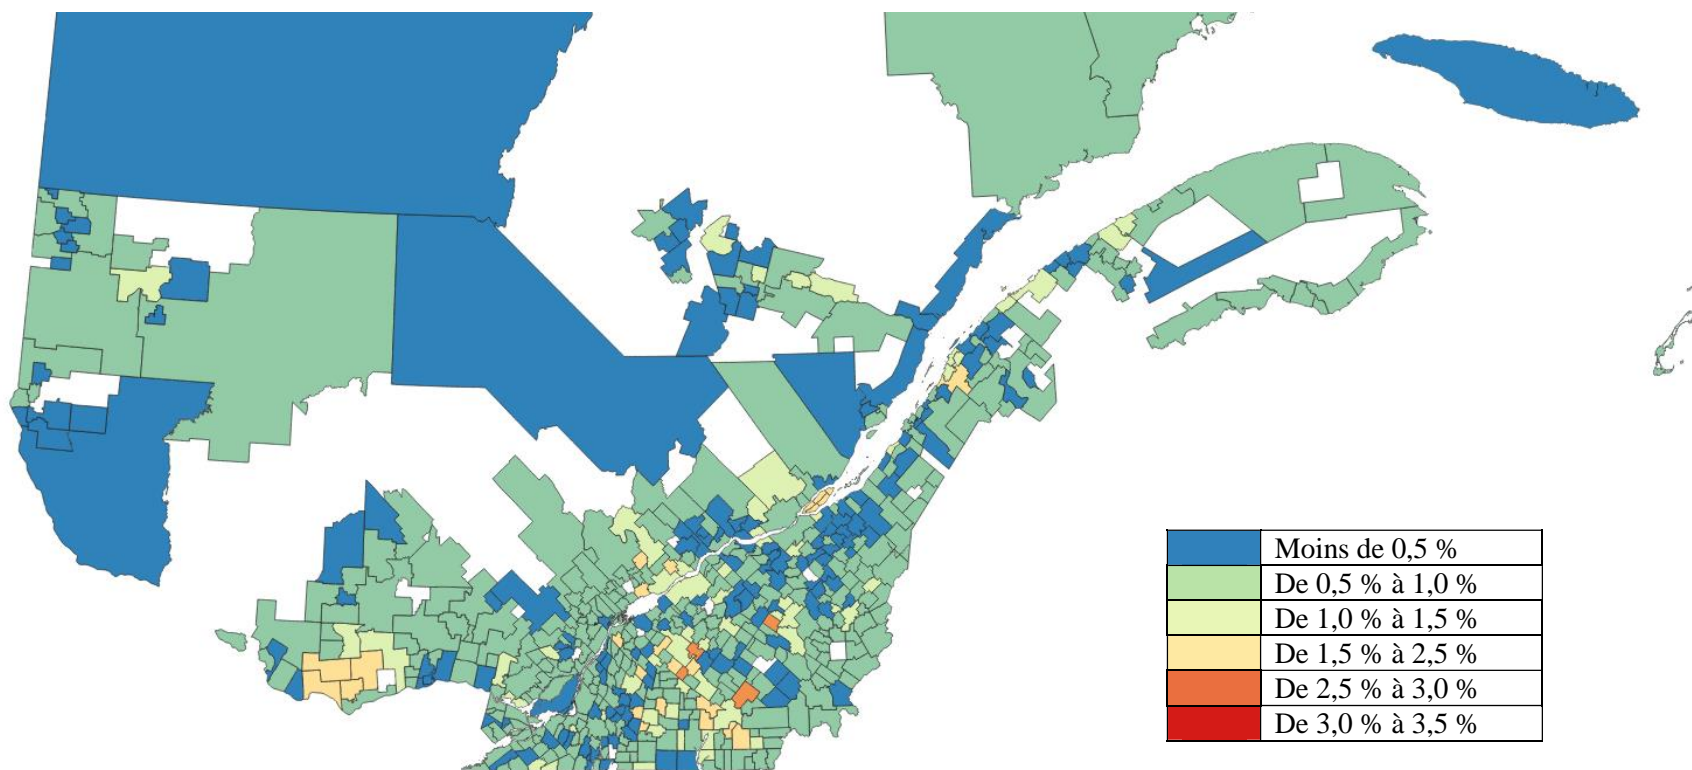 Moins de 0,5 %
De 0,5 % à 1,0 %
De 1,0 % à 1,5 %
De 1,5 % à 2,5 %
De 2,5 % à 3,0 %
De 3,0 % à 3,5 %